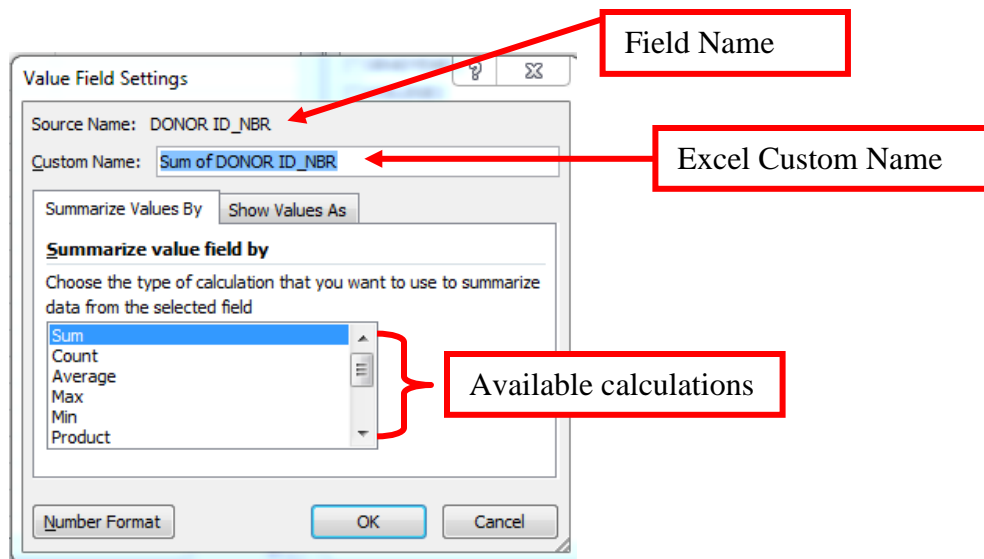 Field Name
Value Field Settings
Source Name: DONOR ID_NBR
Custom Name: Sum of DONOR ID_NBR
Excel Custom Name
Summarize Values By Show Values As
Summarize value field by
Choose the type of calculation that you want to use to summarize
data from the selected field
Sum
Count
Average
Max
Min
Product
Available calculations
Number Format OK Cancel